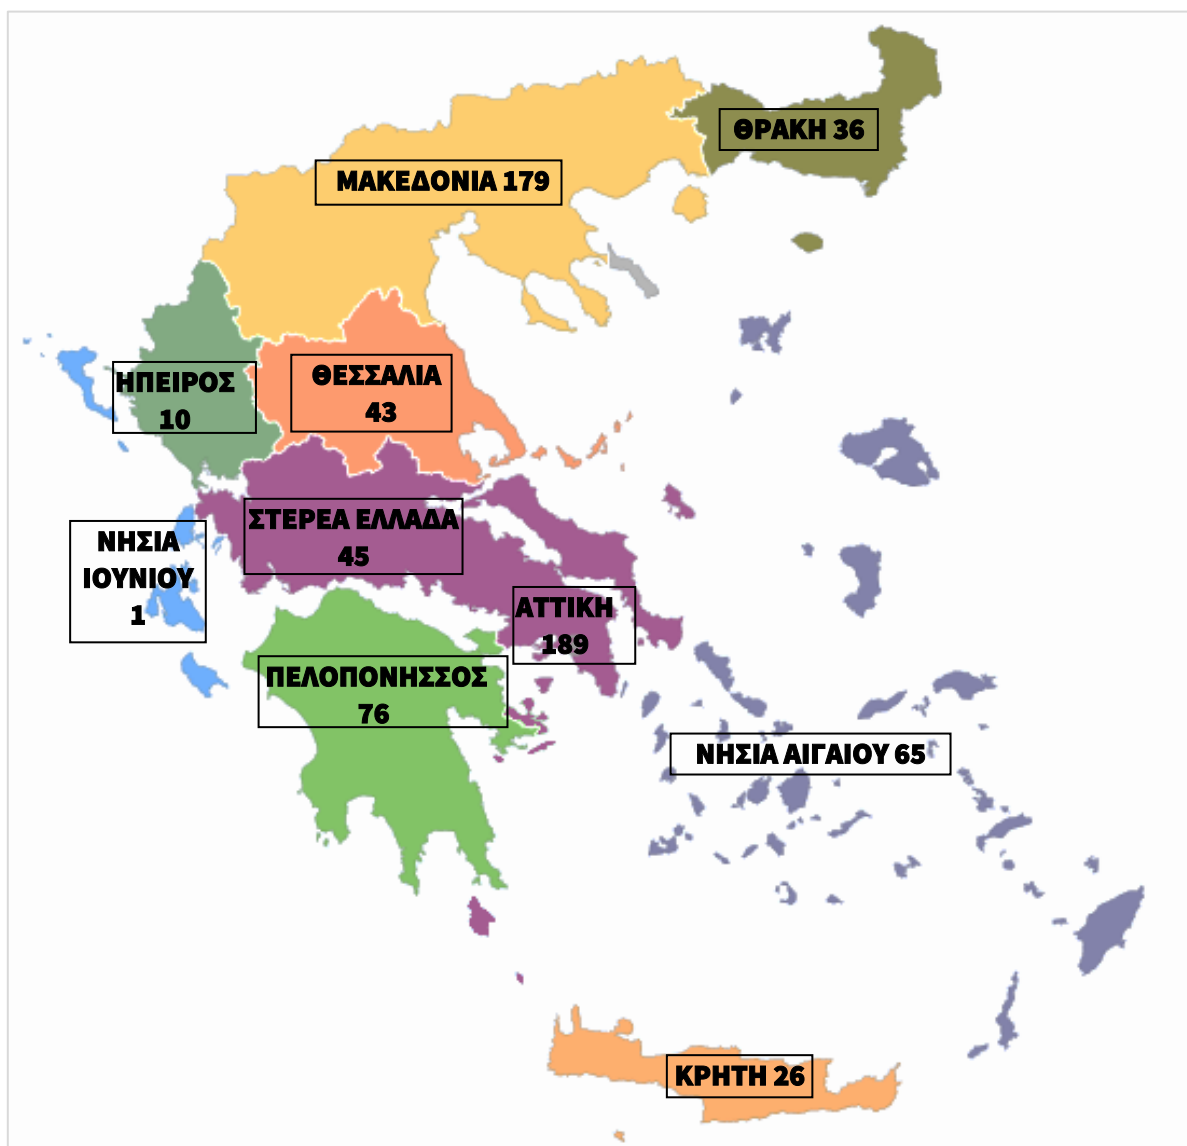 ΘΡΑΚΗ 36
ΜΑΚΕΔΟΝΙΑ 179
ΗΠΕΙΡΟΣ
10
ΘΕΣΣΑΛΙΑ
43
ΣΤΕΡΕΑ ΕΛΛΑΔΑ
45
ΝΗΣΙΑ
ΙΟΥΝΙΟΥ
1
ΑΤΤΙΚΗ
189
ΠΕΛΟΠΟΝΗΣΣΟΣ
76
ΝΗΣΙΑ ΑΙΓΑΙΟΥ 65
ΚΡΗΤΗ 26